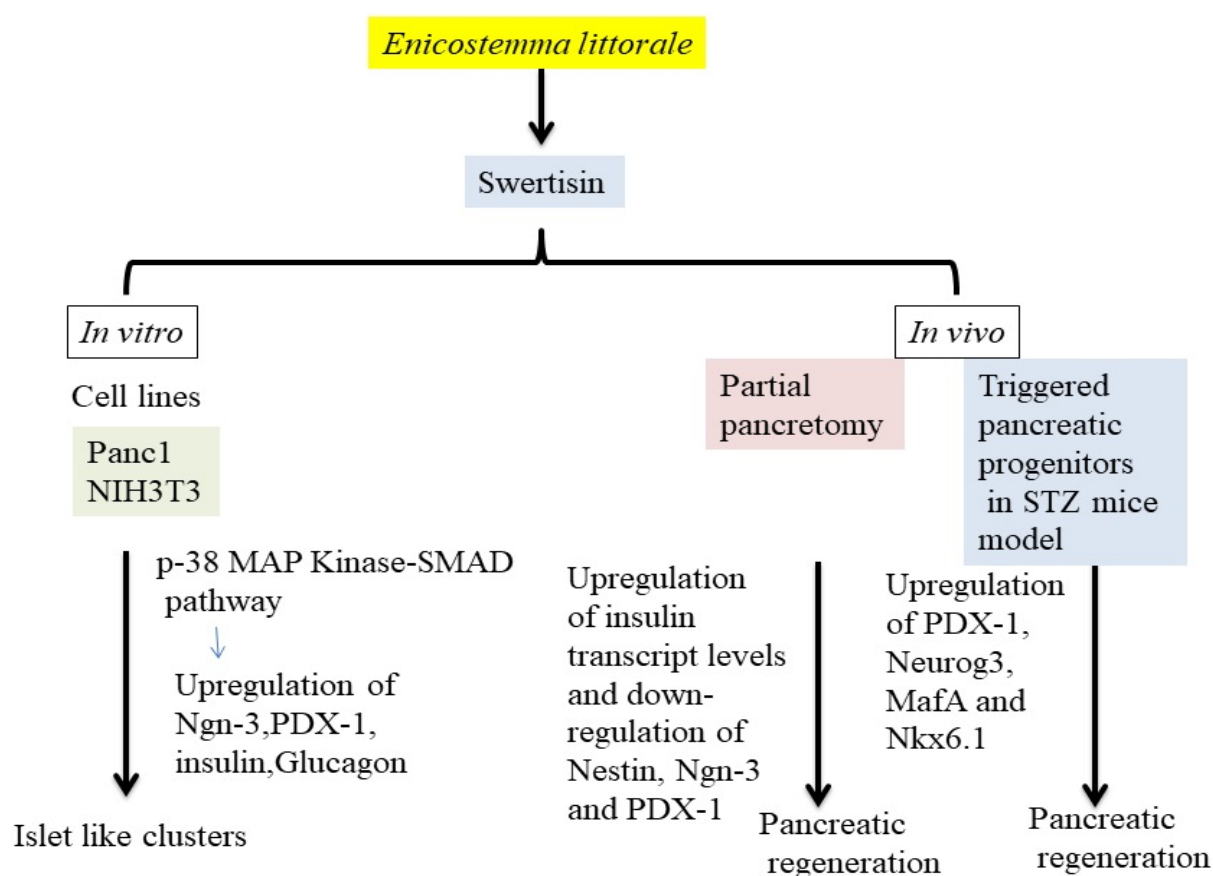 Enicostemma littorale
Swertisin
In vitro
Cell lines
Panc1
NIH3T3
p-38 MAP Kinase-SMAD
pathway
Upregulation of
Ngn-3,PDX-1,
insulin,Glucagon
Islet like clusters
In vivo
Partial
pancretomy
Upregulation
of insulin
transcript levels
and down-
regulation of
Nestin, Ngn-3
and PDX-1
Pancreatic
regeneration
Triggered
pancreatic
progenitors
in STZ mice
model
Upregulation
of PDX-1,
Neurog3,
MafA and
Nkx6.1
Pancreatic
regeneration